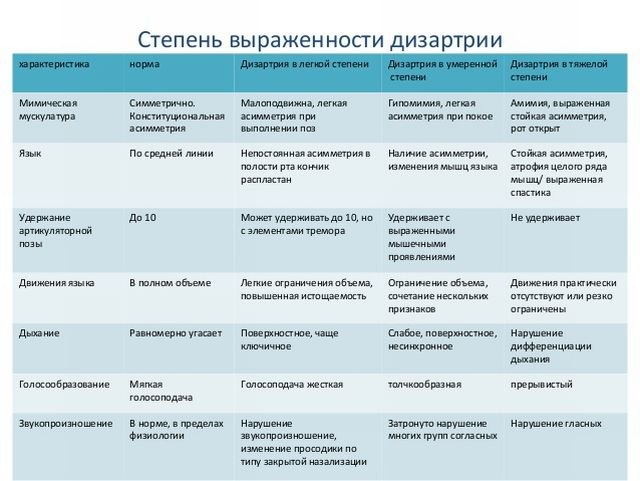 Степень выраженности дизартрии
характеристика
норма
Дизартрия в легкой степени
Дизартрия в умеренной
степени
Дизартрия в тяжелой
степени
Мимическая
мускулатура
Симметрично.
Конституциональная
асимметрия
Малоподвижна, легкая
асимметрия при
выполнении поз
Гипомимия, легкая
асимметрия при покое
Амимия, выраженная
стойкая асимметрия,
рот открыт
Язык
По средней линии
Непостоянная асимметрия в
полости рта кончик
распластан
Наличие асимметрии,
изменения мышц языка
Стойкая асимметрия,
атрофия целого ряда
мышц/ выраженная
спастика
Удержание
артикуляторной
позы
До 10
Может удерживать до 10, но
с элементами тремора
Удерживает с
выраженными
мышечными
проявлениями
Не удерживает
Движения языка
В полном объеме
Легкие ограничения объема,
повышенная истощаемость
Ограничение объема,
сочетание нескольких
признаков
Движения практически
отсутствуют или резко
ограничены
Дыхание
Равномерно угасает
Поверхностное, чаще
ключичное
Слабое, поверхностное,
несинхронное
Нарушение
дифференциации
дыхания
Голосообразование
Мягкая
голосоподача
Голосоподача жесткая
толчкообразная
прерывистый
Звукопроизношение
В норме, в пределах
физиологии
Нарушение
звукопроизношение,
изменение просодики по
типу закрытой назализации
Затронуто нарушение
многих групп согласных
Нарушение гласных